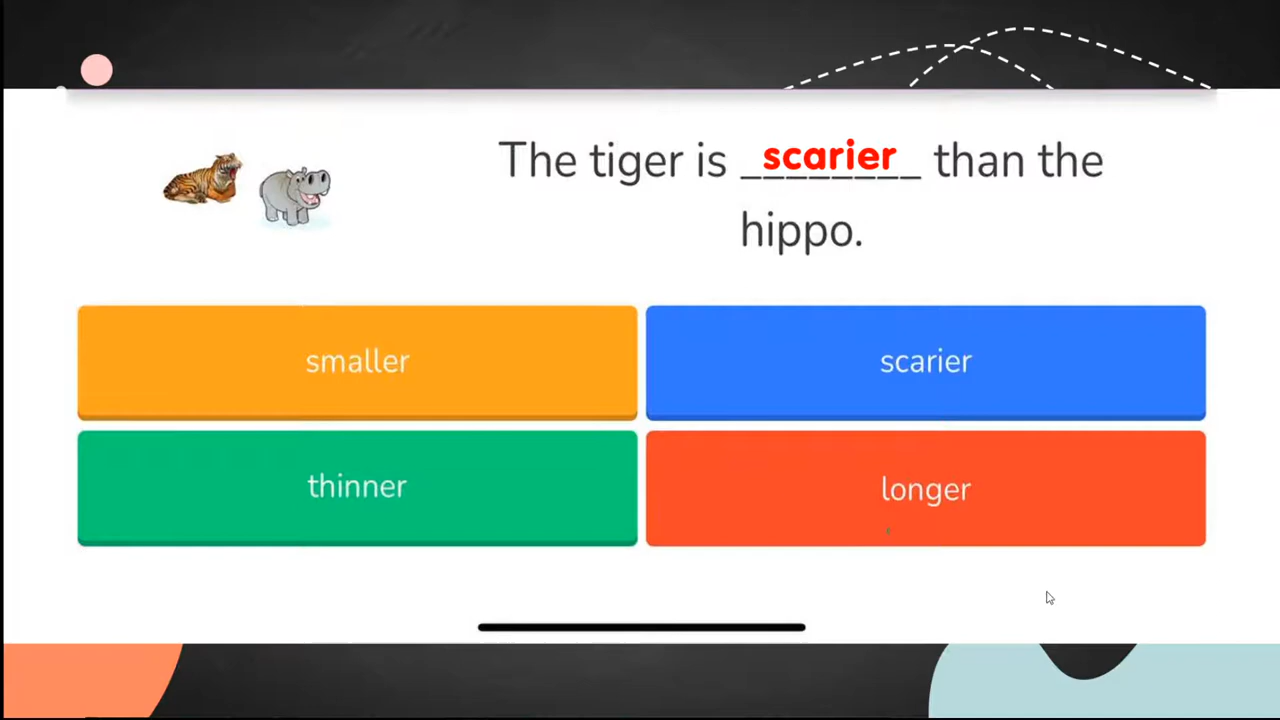 The tiger is scarier than the
hippo.
smaller
scarier
thinner
longer